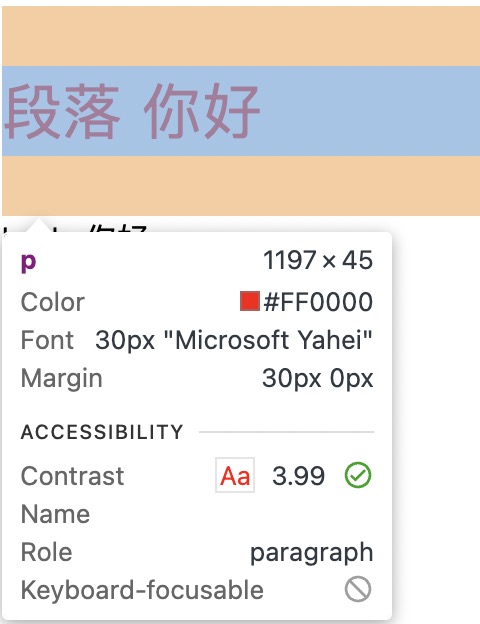 段落 你好
p 1197 × 45
Color #FF0000
Font 30px "Microsoft Yahei"
Margin 30px 0px
ACCESSIBILITY
Contrast Aa 3.99
Name
Role paragraph
Keyboard-focusable